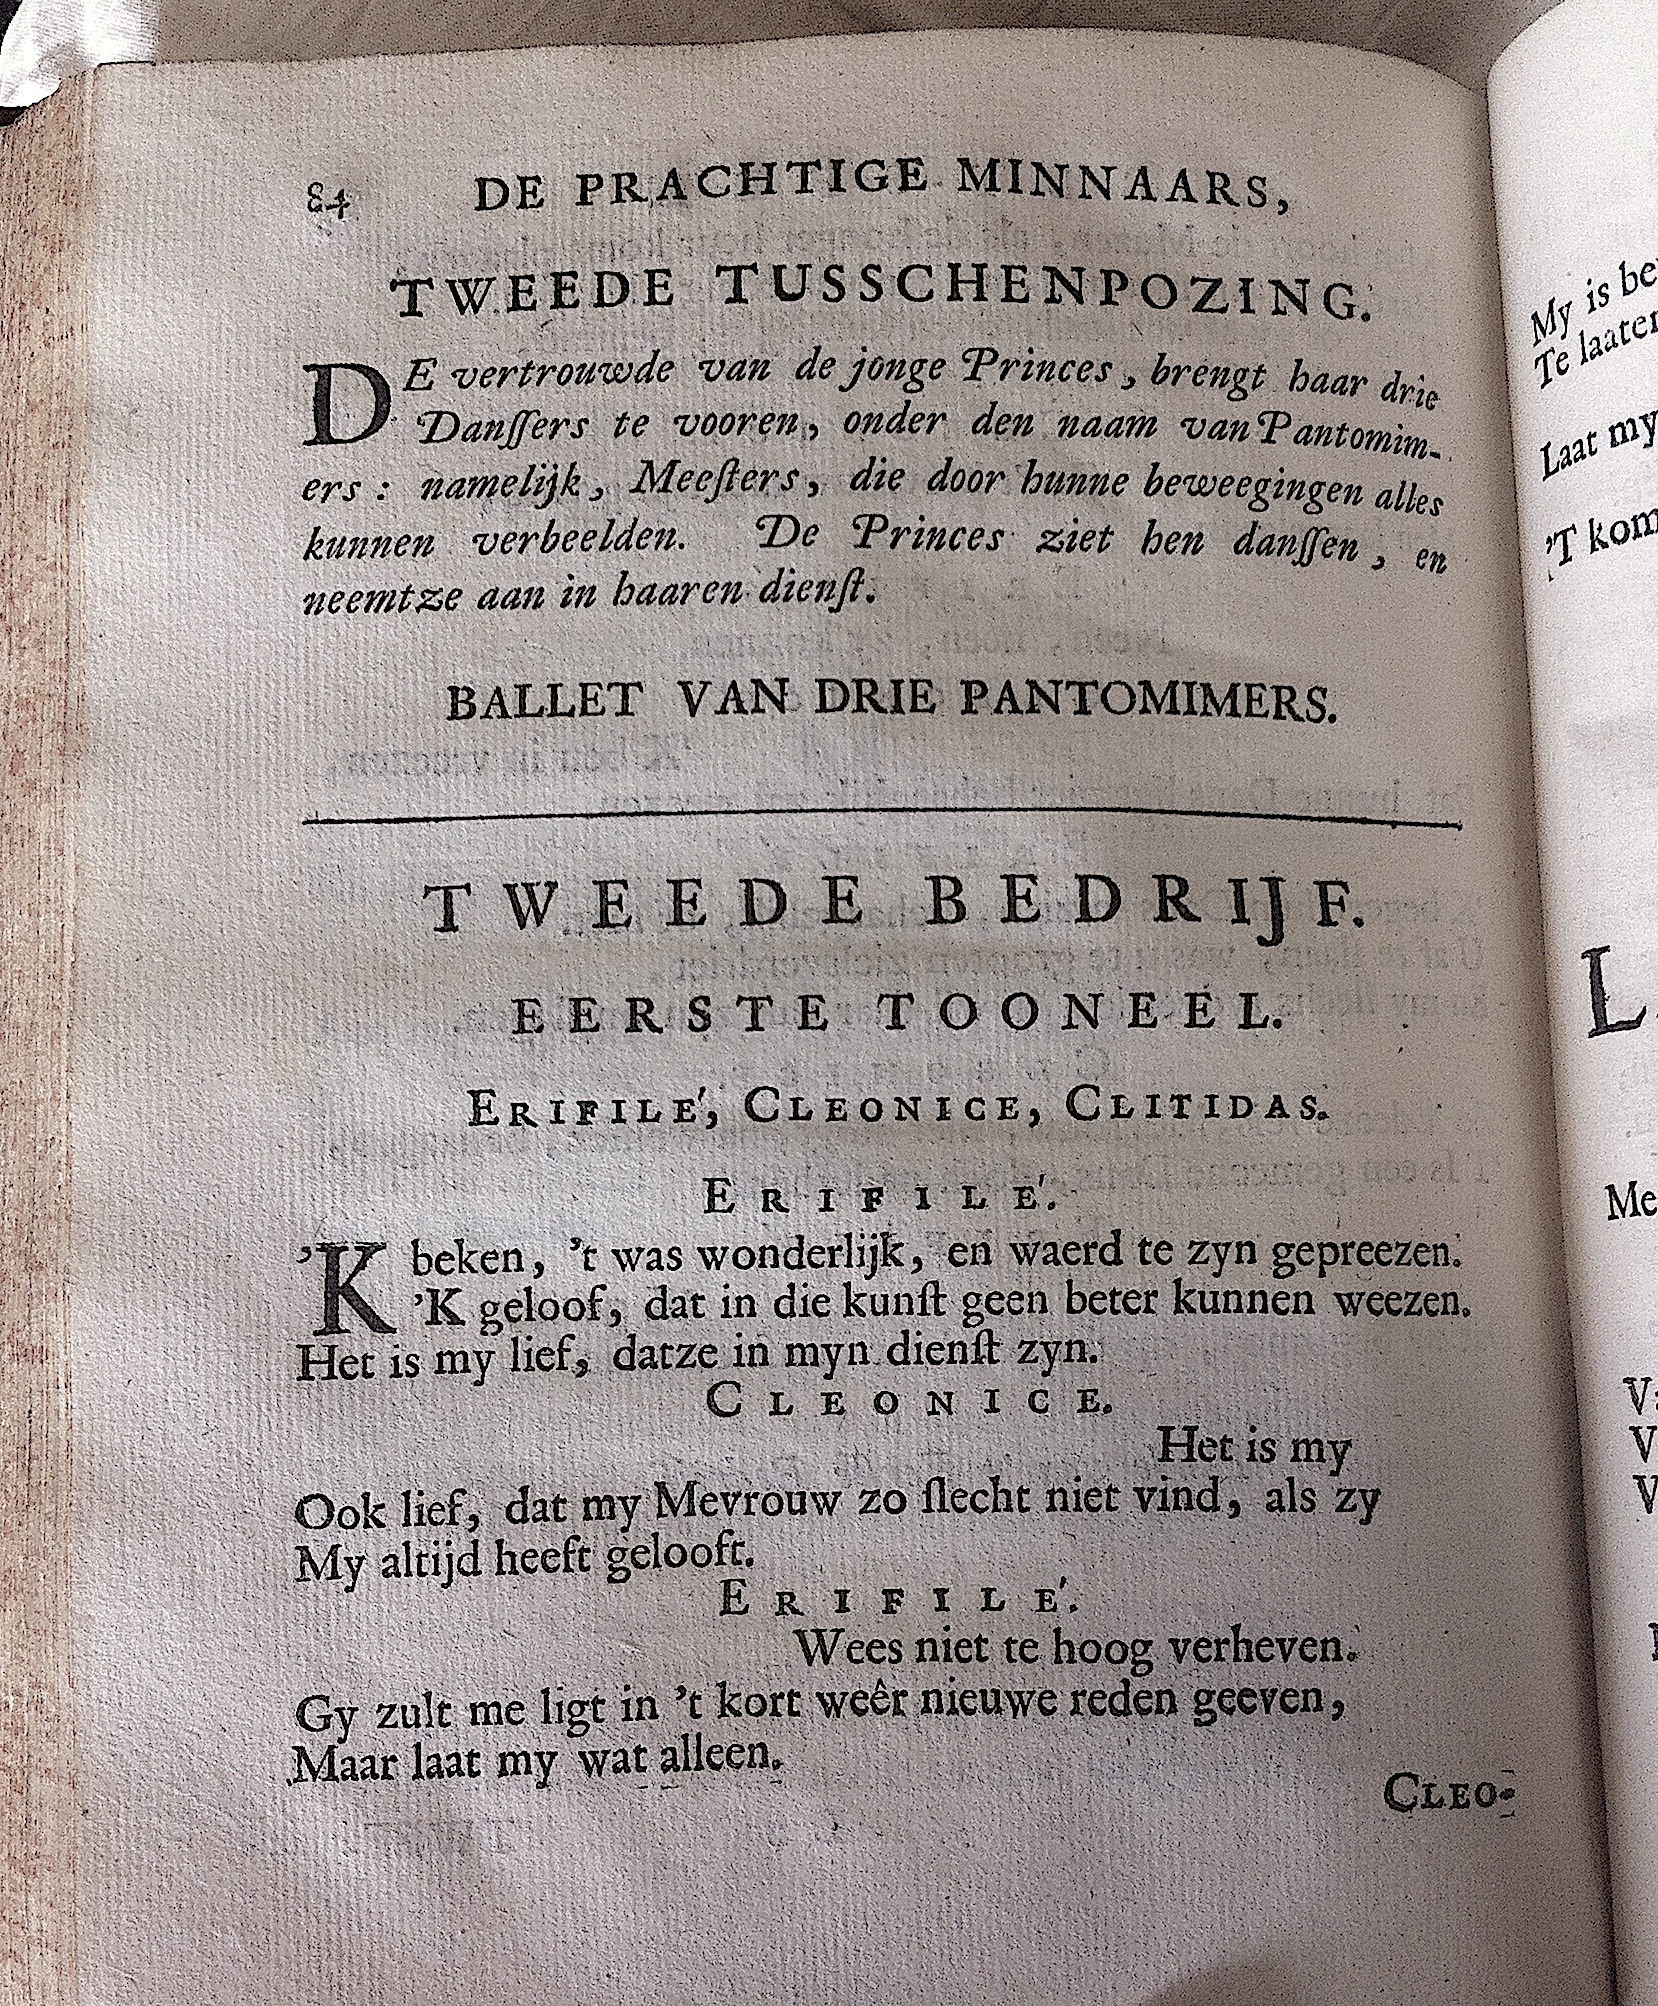 84 DE PRACHTIGE MINNAARS,
TWEEDE TUSSCHENPOZING.
DE vertrouwde van de jonge Princes, brengt haar drie
Danſſers te vooren, onder den naam van Pantomim-
ers: namelijk, Meeſters, die door hunne beweegingen alles
kunnen verbeelden. De Princes ziet hen danſſen, en
neemtze aan in haaren dienſt.
BALLET VAN DRIE PANTOMIMERS.
TWEEDE BEDRIJF.
EERSTE TOONEEL.
ERIFILE', CLEONICE, CLITIDAS.
ERIFILE'.
'K beken, 't was wonderlijk, en waerd te zyn gepreezen.
'K geloof, dat in die kunſt geen beter kunnen weezen.
Het is my lief, datze in myn dienſt zyn.
CLEONICE.
Het is my
Ook lief, dat my Mevrouw zo ſlecht niet vind, als zy
My altijd heeft gelooft.
ERIFILE'.
Wees niet te hoog verheven.
Gy zult me ligt in 't kort weêr nieuwe reden geeven,
Maar laat my wat alleen.
CLEO-
My is
Te
Laat my
'T kom